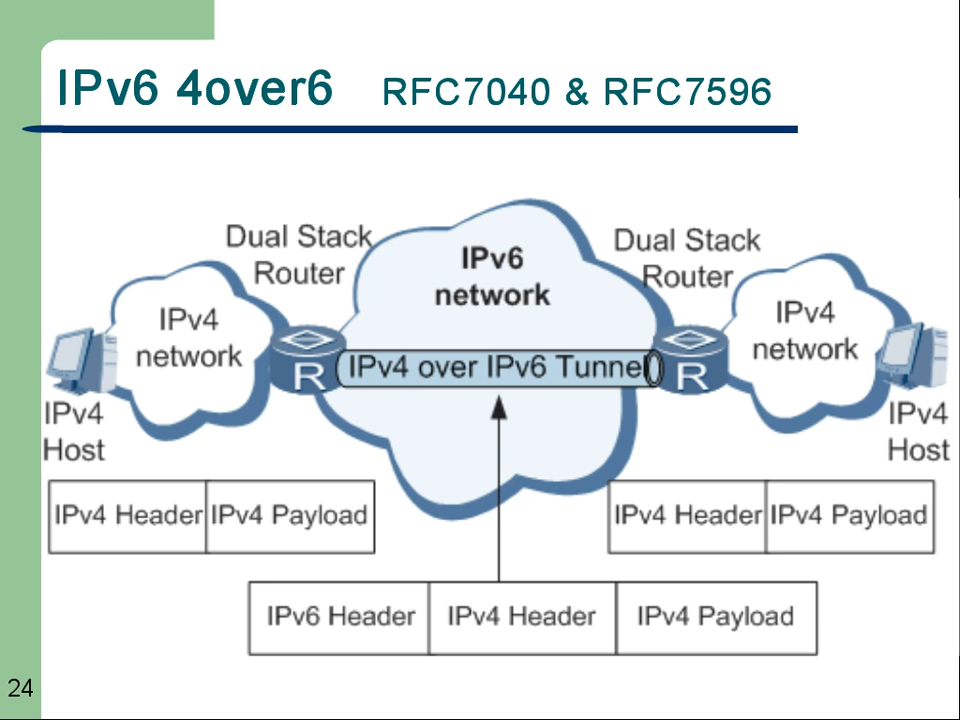 IPv6 4over6 RFC7040 & RFC7596
Dual Stack
Router
IPv6
network
Dual Stack
Router
IPv4
network
IPv4
network
R
IPv4 over IPv6 Tunnel
R
IPv4
Host
IPv4
Host
IPv4 Header IPv4 Payload
IPv4 Header IPv4 Payload
IPv6 Header IPv4 Header IPv4 Payload
24